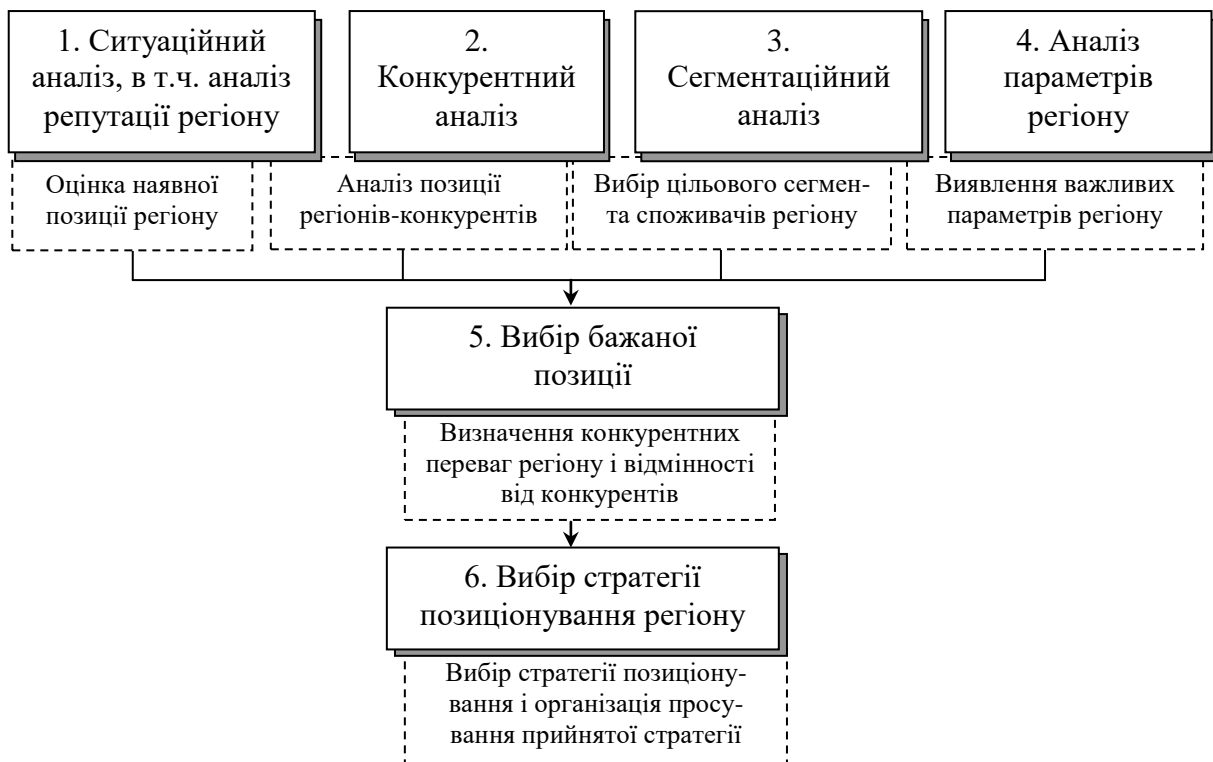 1. Ситуаційний
аналіз, в т.ч. аналіз
репутації регіону
2.
Конкурентний
аналіз
3.
Сегментаційний
аналіз
4. Аналіз
параметрів
регіону
Оцінка наявної
позиції регіону
Аналіз позиції
регіонів-конкурентів
Вибір цільового сегмен-
та споживачів регіону
Виявлення важливих
параметрів регіону
5. Вибір бажаної
позиції
Визначення конкурентних
переваг регіону і відмінності
від конкурентів
6. Вибір стратегії
позиціонування регіону
Вибір стратегії позиціону-
вання і організація просу-
вання прийнятої стратегії